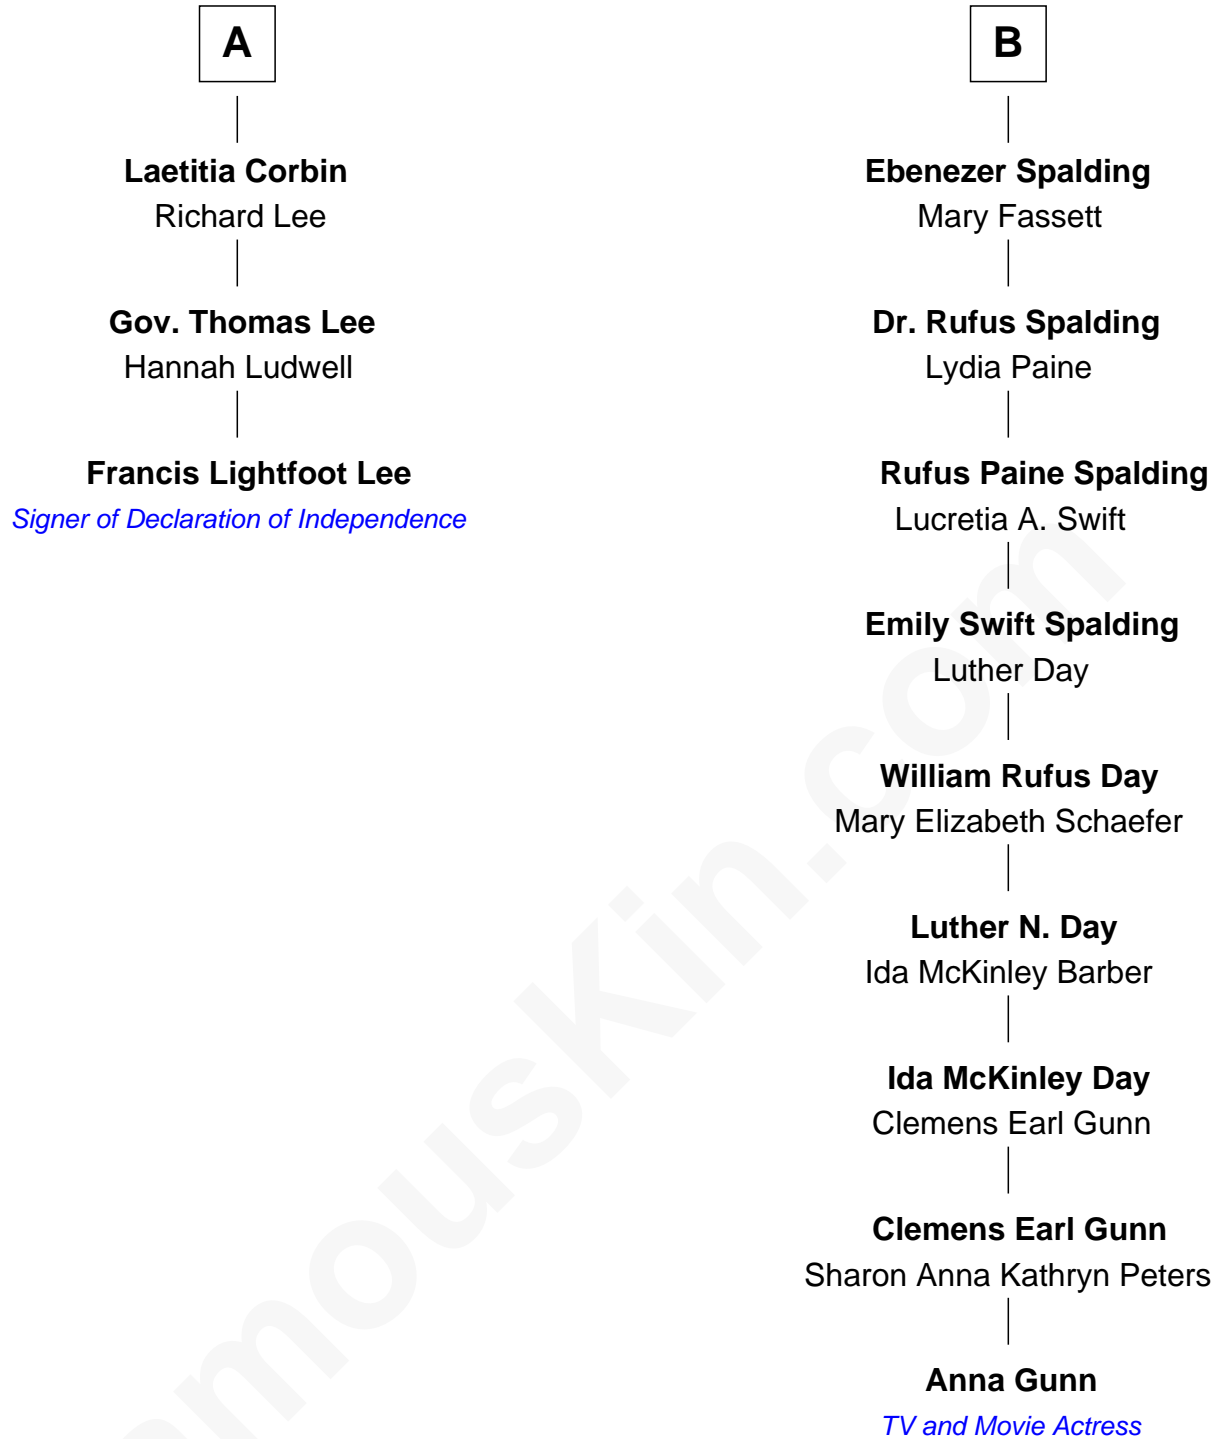 A
Laetitia Corbin
Richard Lee
Gov. Thomas Lee
Hannah Ludwell
Francis Lightfoot Lee
Signer of Declaration of Independence
B
Ebenezer Spalding
Mary Fassett
Dr. Rufus Spalding
Lydia Paine
Rufus Paine Spalding
Lucretia A. Swift
Emily Swift Spalding
Luther Day
William Rufus Day
Mary Elizabeth Schaefer
Luther N. Day
Ida McKinley Barber
Ida McKinley Day
Clemens Earl Gunn
Clemens Earl Gunn
Sharon Anna Kathryn Peters
Anna Gunn
TV and Movie Actress
amouskin.com